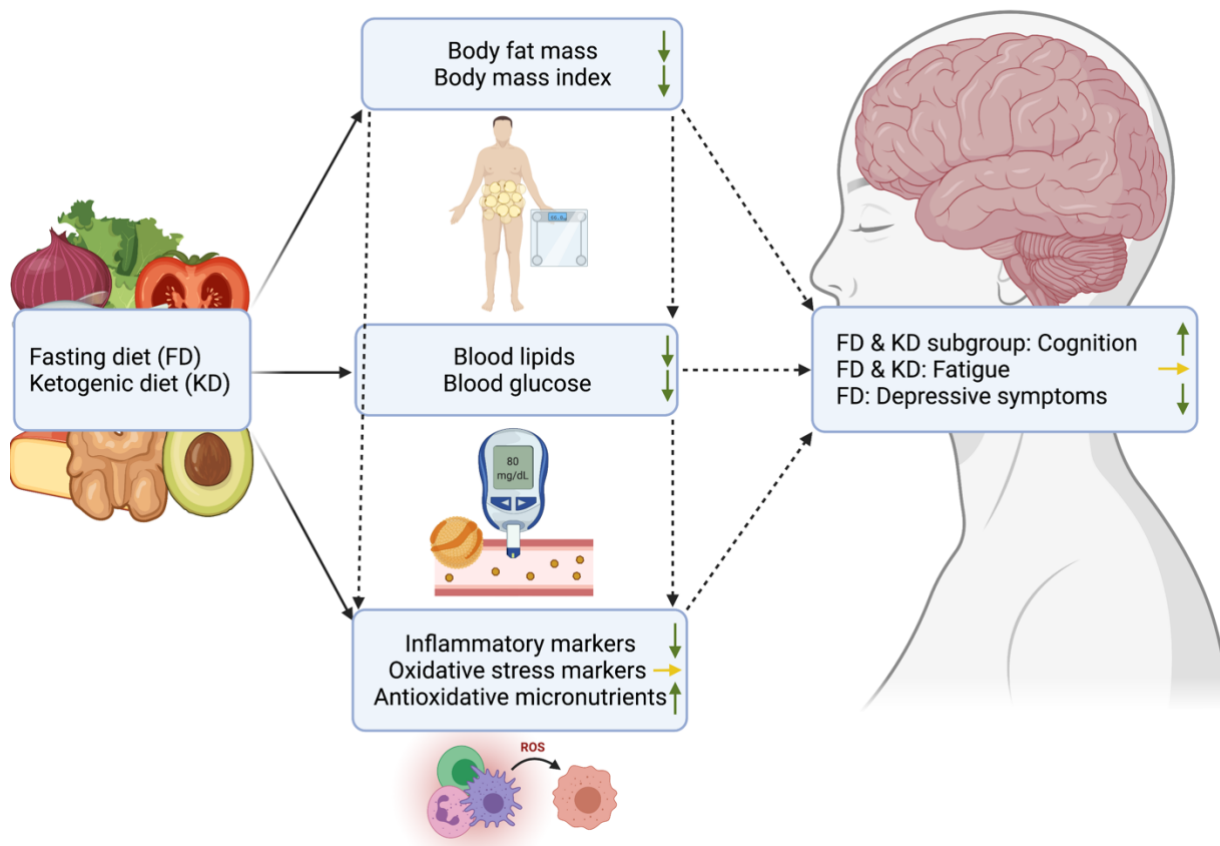 Body fat mass
Body mass index
Fasting diet (FD)
Ketogenic diet (KD)
Blood lipids
Blood glucose
FD & KD subgroup: Cognition
FD & KD: Fatigue
FD: Depressive symptoms
80
mg/dL
Inflammatory markers
Oxidative stress markers
Antioxidative micronutrients
ROS